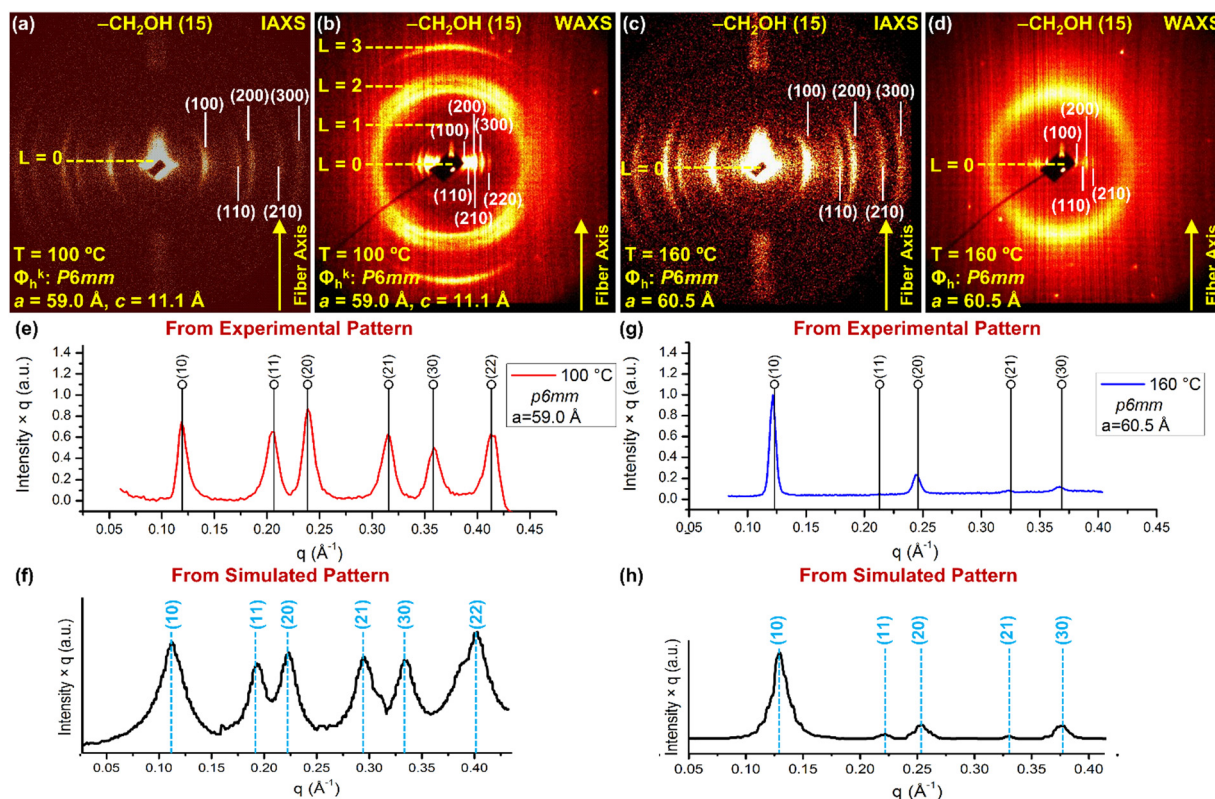 (a) –CH₂OH (15) IAXS
(100)
(200)
(300)
L = 0
(110)
(210)
T = 100 ºC
Φₕᵏ: P6mm
a = 59.0 Å, c = 11.1 Å
Fiber Axis
(b) –CH₂OH (15) WAXS
L = 3
L = 2
L = 1
L = 0
(200)
(100)
(300)
(110)
(210)
(220)
T = 100 ºC
Φₕᵏ: P6mm
a = 59.0 Å, c = 11.1 Å
Fiber Axis
(c) –CH₂OH (15) IAXS
(100)
(200)
(300)
L = 0
(110)
(210)
T = 160 ºC
Φₕ: P6mm
a = 60.5 Å
Fiber Axis
(d) –CH₂OH (15) WAXS
(200)
(100)
L = 0
(110)
(210)
T = 160 ºC
Φₕ: P6mm
a = 60.5 Å
Fiber Axis
(e) From Experimental Pattern
Intensity × q (a.u.)
1.4
1.2
1.0
0.8
0.6
0.4
0.2
0.0
(10) (11) (20) (21) (30) (22)
100 °C
p6mm
a=59.0 Å
0.05 0.10 0.15 0.20 0.25 0.30 0.35 0.40 0.45
q (Å⁻¹)
(g) From Experimental Pattern
Intensity × q (a.u.)
1.4
1.2
1.0
0.8
0.6
0.4
0.2
0.0
(10) (11) (20) (21) (30)
160 °C
p6mm
a=60.5 Å
0.05 0.10 0.15 0.20 0.25 0.30 0.35 0.40 0.45
q (Å⁻¹)
(f) From Simulated Pattern
Intensity × q (a.u.)
(10) (11) (20) (21) (30) (22)
0.05 0.10 0.15 0.20 0.25 0.30 0.35 0.40
q (Å⁻¹)
(h) From Simulated Pattern
Intensity × q (a.u.)
(10) (11) (20) (21) (30)
0.05 0.10 0.15 0.20 0.25 0.30 0.35 0.40
q (Å⁻¹)